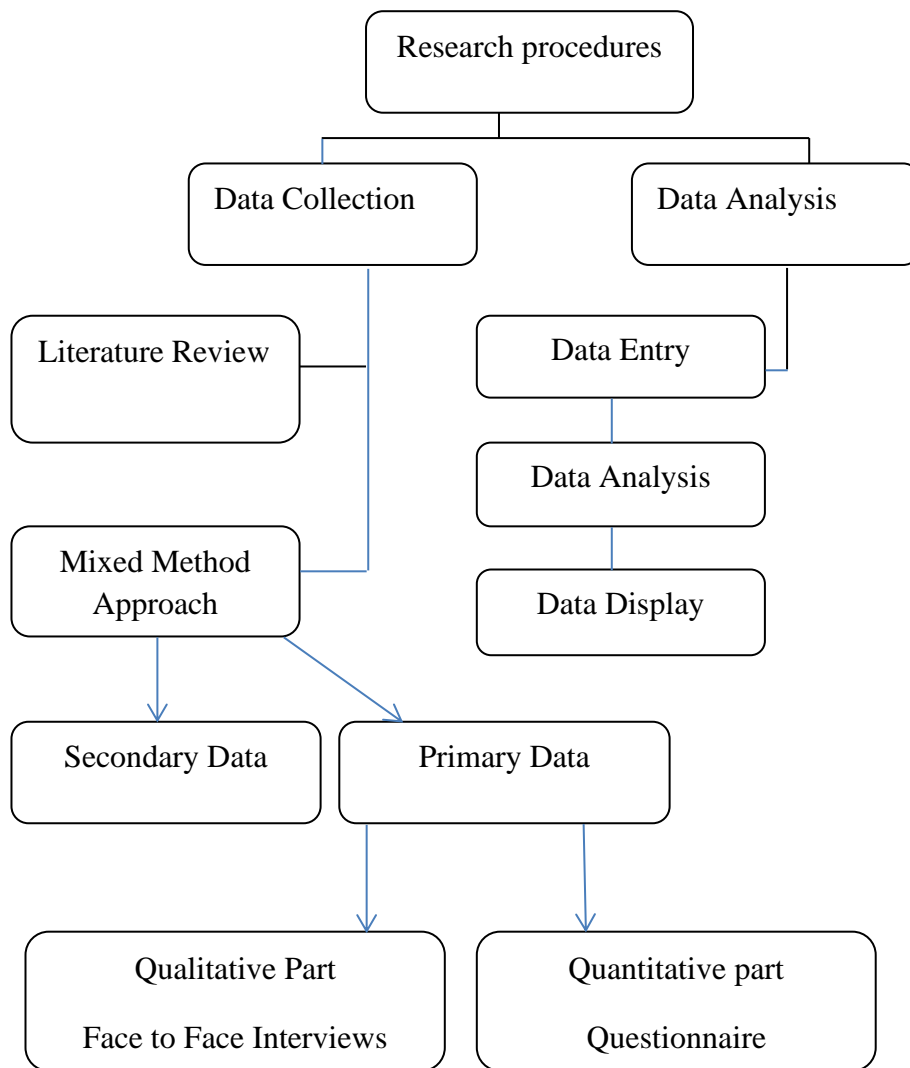 Research procedures
Data Collection
Data Analysis
Literature Review
Data Entry
Data Analysis
Mixed Method
Approach
Data Display
Secondary Data
Primary Data
Qualitative Part
Face to Face Interviews
Quantitative part
Questionnaire